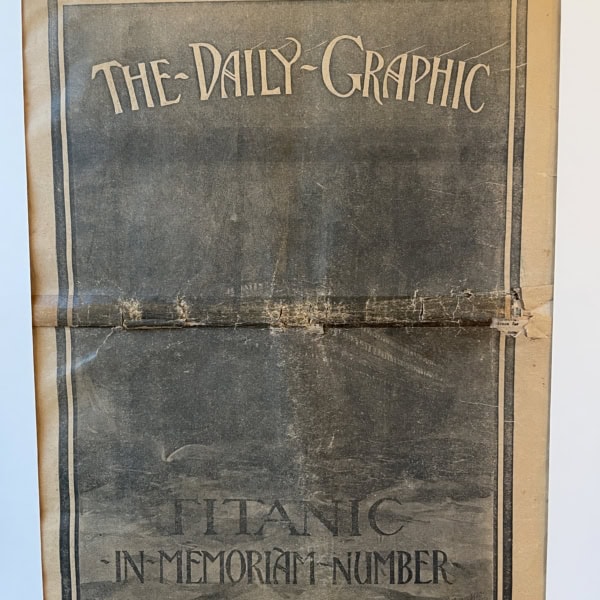 THE-DAILY-GRAPHIC
TITANIC
-IN-MEMORIAM-NUMBER-